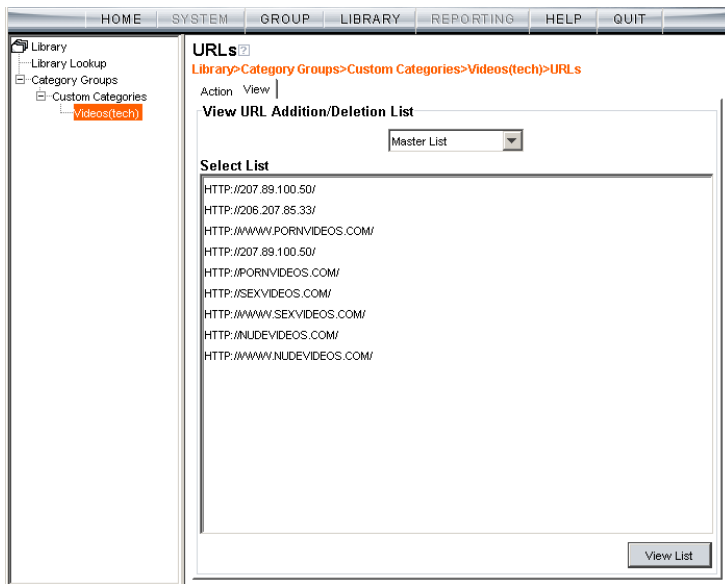 HOME SYSTEM GROUP LIBRARY REPORTING HELP QUIT
Library
Library Lookup
Category Groups
Custom Categories
Videos(tech)
URLs?
Library>Category Groups>Custom Categories>Videos(tech)>URLs
Action View
View URL Addition/Deletion List
Master List
Select List
HTTP://207.89.100.50/
HTTP://206.207.85.33/
HTTP://WWW.PORNVIDEOS.COM/
HTTP://207.89.100.50/
HTTP://PORNVIDEOS.COM/
HTTP://SEXVIDEOS.COM/
HTTP://WWW.SEXVIDEOS.COM/
HTTP://NUDEVIDEOS.COM/
HTTP://WWW.NUDEVIDEOS.COM/
View List